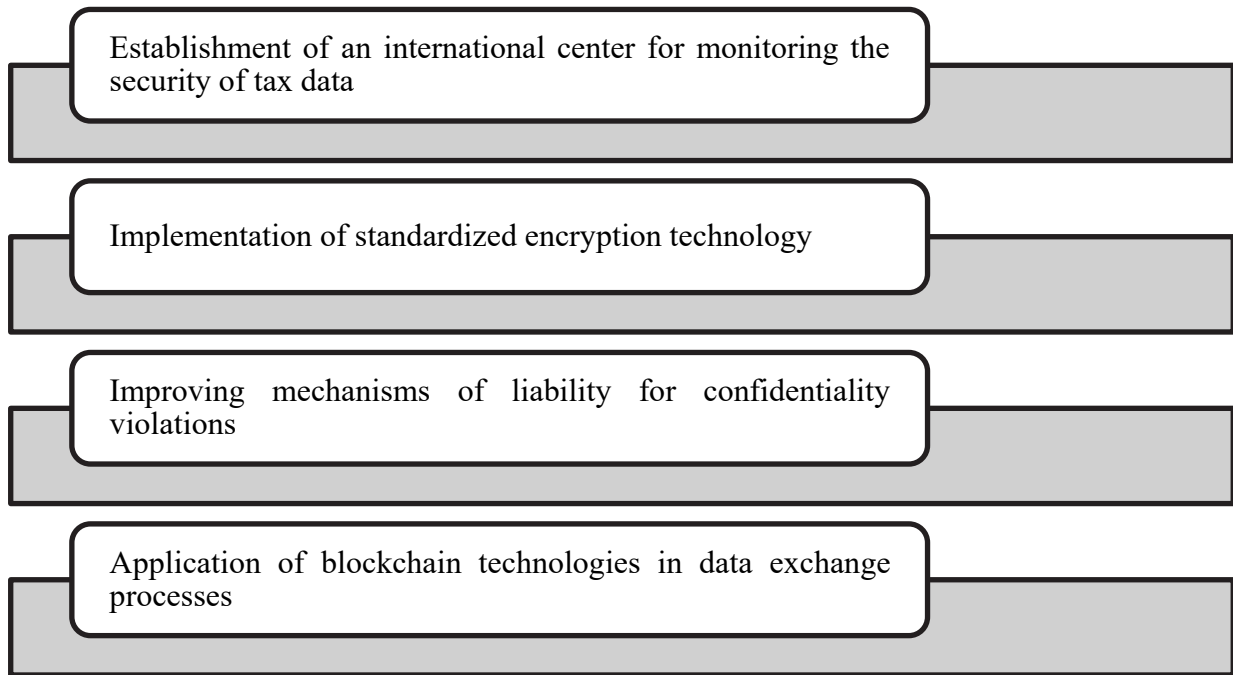 Establishment of an international center for monitoring the
security of tax data
Implementation of standardized encryption technology
Improving mechanisms of liability for confidentiality
violations
Application of blockchain technologies in data exchange
processes